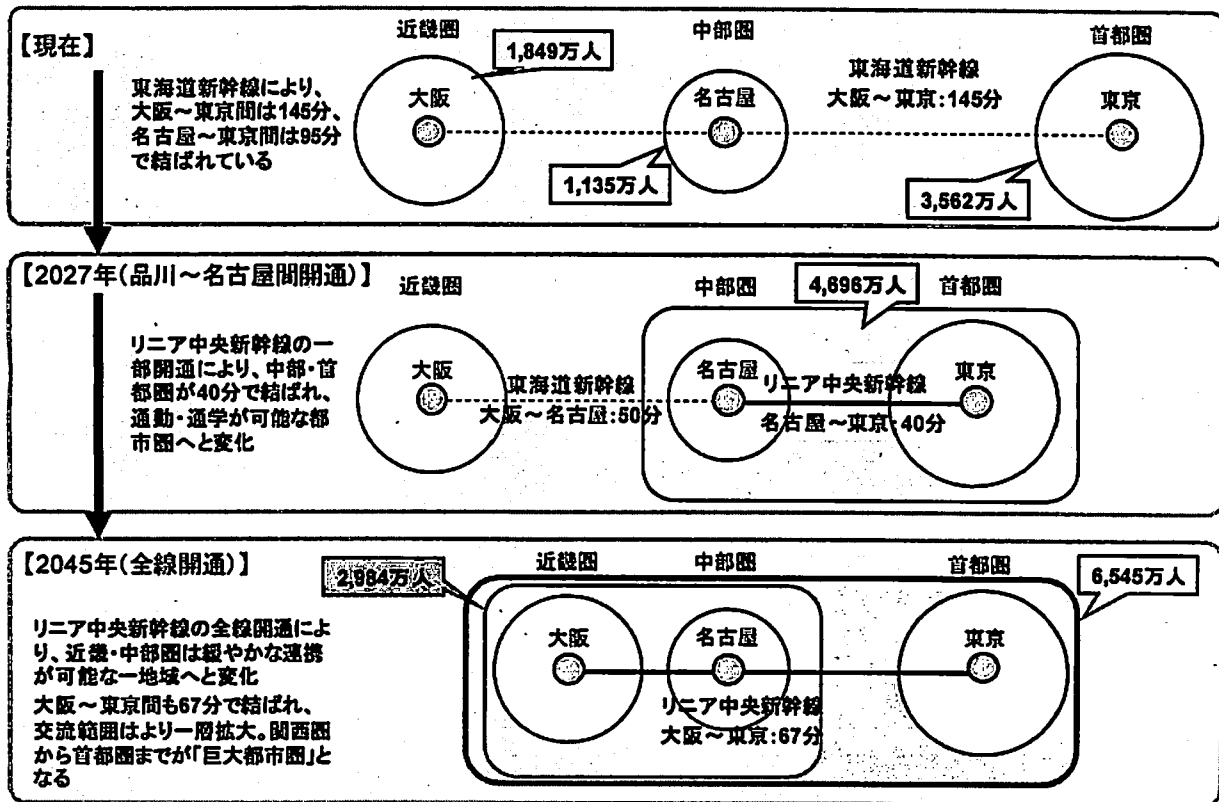 【現在】
近畿圏
中部圏
首都圏
1,849万人
東海道新幹線により、
大阪～東京間は145分、
名古屋～東京間は95分
で結ばれている
大阪
名古屋
東海道新幹線
大阪～東京:145分
東京
1,135万人
3,562万人
【2027年(品川～名古屋間開通)】
近畿圏
中部圏
4,696万人
首都圏
リニア中央新幹線の一
部開通により、中部・首
都圏が40分で結ばれ、
通勤・通学が可能な都
市圏へと変化
大阪
東海道新幹線
大阪～名古屋:50分
名古屋
リニア中央新幹線
名古屋～東京:40分
東京
【2045年(全線開通)】
近畿圏
中部圏
首都圏
2,984万人
6,545万人
リニア中央新幹線の全線開通によ
り、近畿・中部圏は緩やかな連携
が可能な一地域へと変化
大阪～東京間も67分で結ばれ、
交流範囲はより一層拡大。関西圏
から首都圏までが「巨大都市圏」と
なる
大阪
名古屋
東京
リニア中央新幹線
大阪～東京:67分